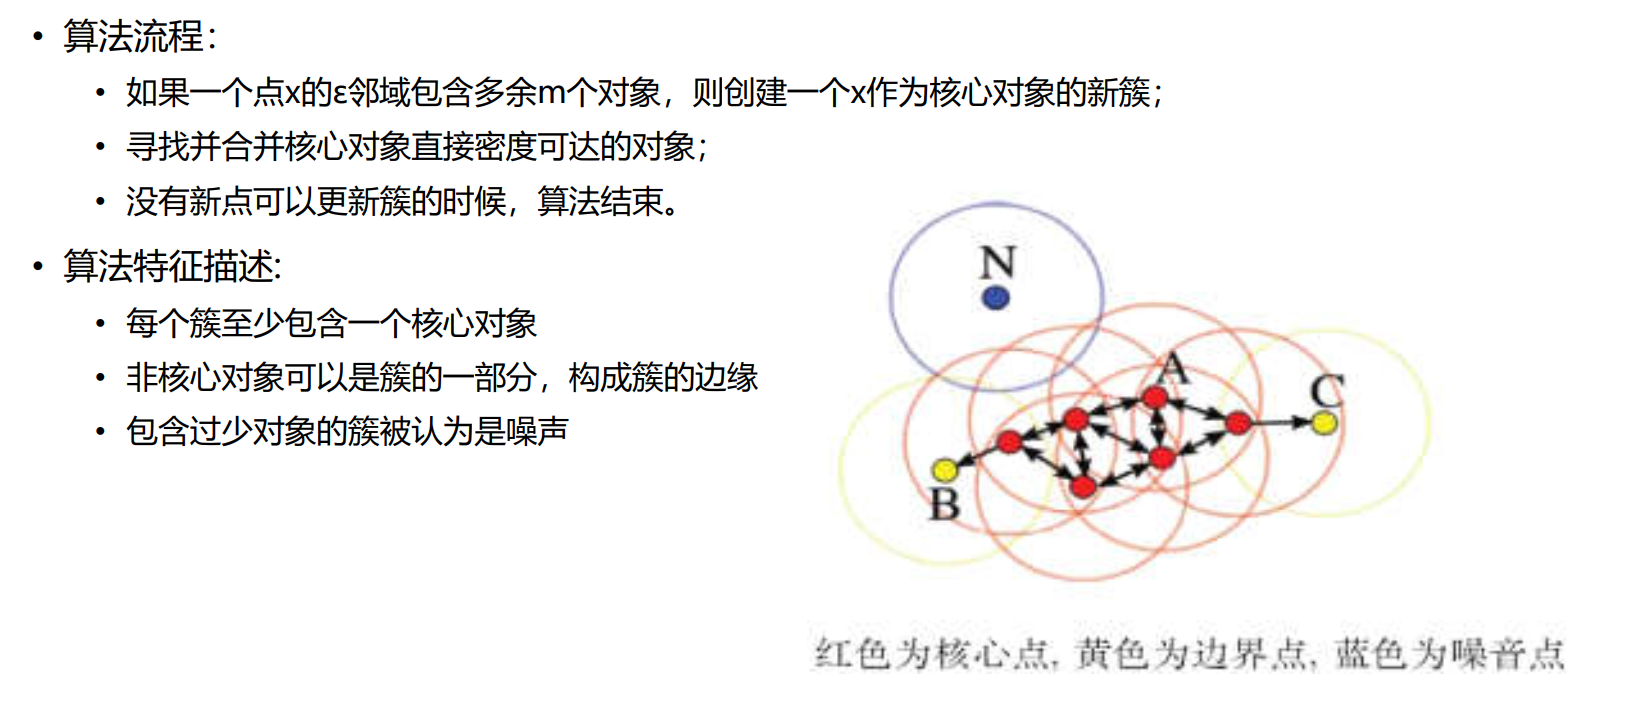 • 算法流程：
• 如果一个点x的ε邻域包含多余m个对象，则创建一个x作为核心对象的新簇；
• 寻找并合并核心对象直接密度可达的对象；
• 没有新点可以更新簇的时候，算法结束。
• 算法特征描述:
• 每个簇至少包含一个核心对象
• 非核心对象可以是簇的一部分，构成簇的边缘
• 包含过少对象的簇被认为是噪声
N
A
C
B
红色为核心点, 黄色为边界点, 蓝色为噪音点